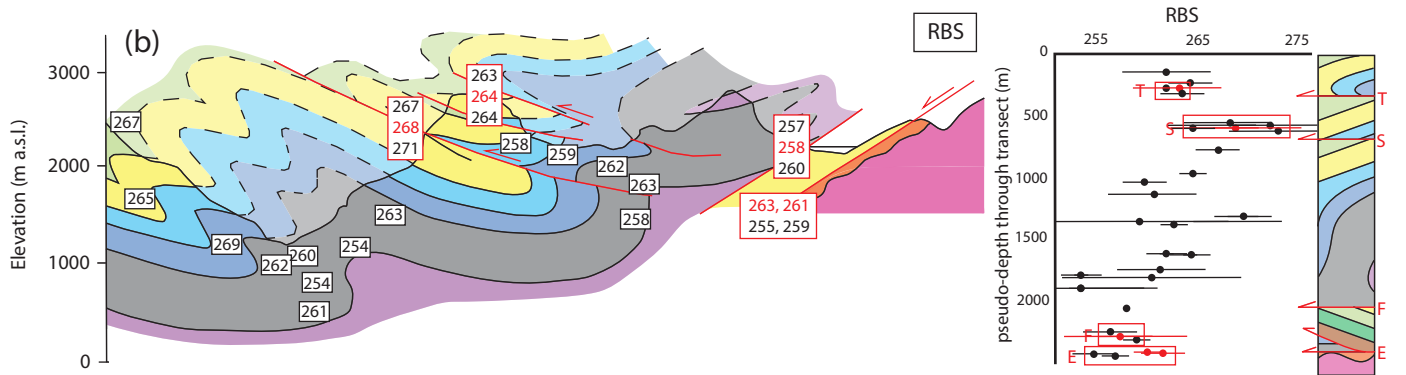 (b)
RBS
Elevation (m a.s.l.)
3000
2000
1000
0
267
265
269
262
260
254
261
254
263
267
268
271
263
264
264
258
259
262
263
258
257
258
260
263, 261
255, 259
RBS
255
265
275
pseudo-depth through transect (m)
0
500
1000
1500
2000
T
S
F
E
T
S
F
E